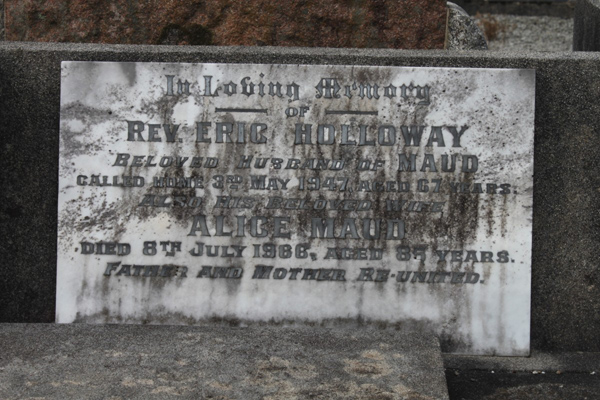 In Loving Memory
OF
REV. ERIC HOLLOWAY
BELOVED HUSBAND OF MAUD
CALLED HOME 3RD MAY 1947, AGED 67 YEARS.
ALSO HIS BELOVED WIFE
ALICE MAUD
DIED 8TH JULY 1966, AGED YEARS.
FATHER AND MOTHER RE-UNITED.